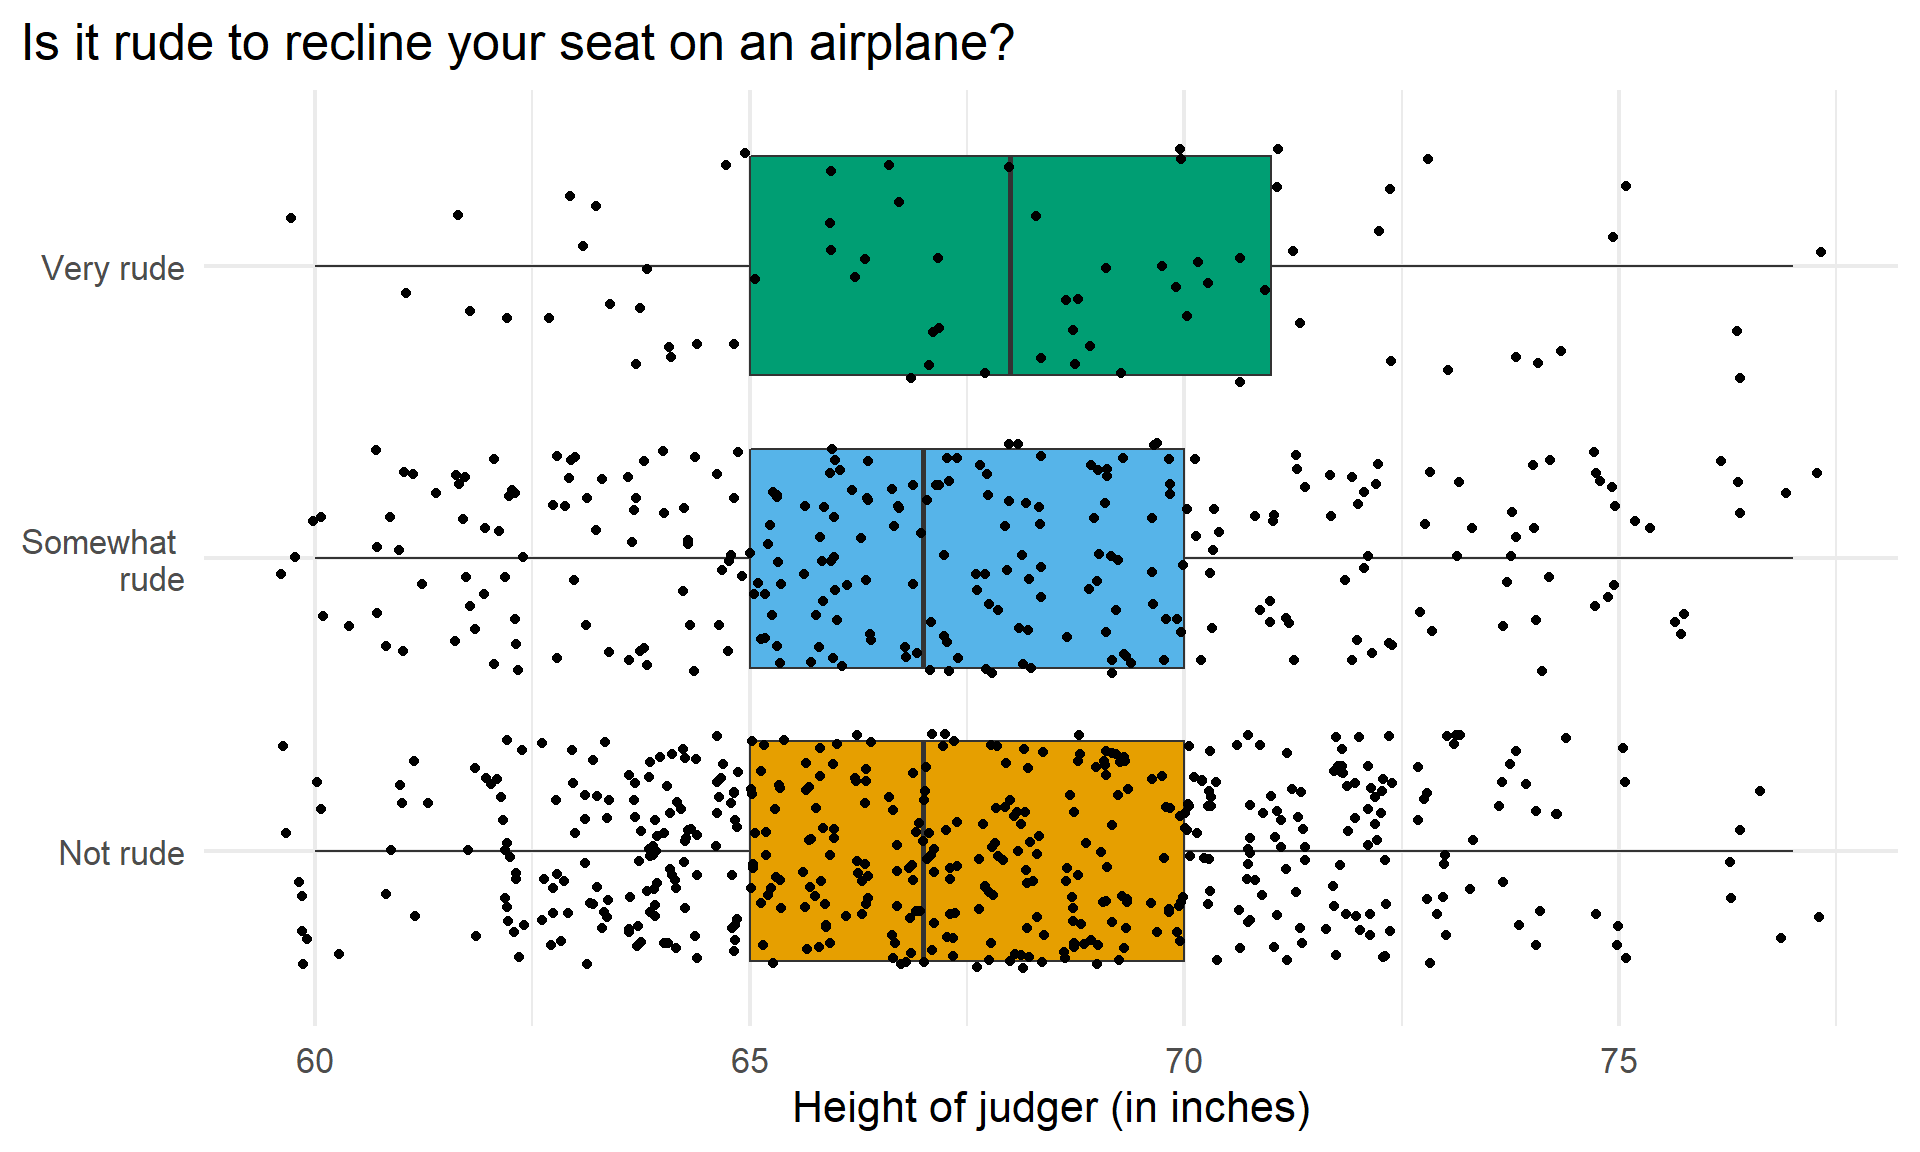 Is it rude to recline your seat on an airplane?
Very rude
Somewhat
rude
Not rude
60 65 70 75
Height of judger (in inches)